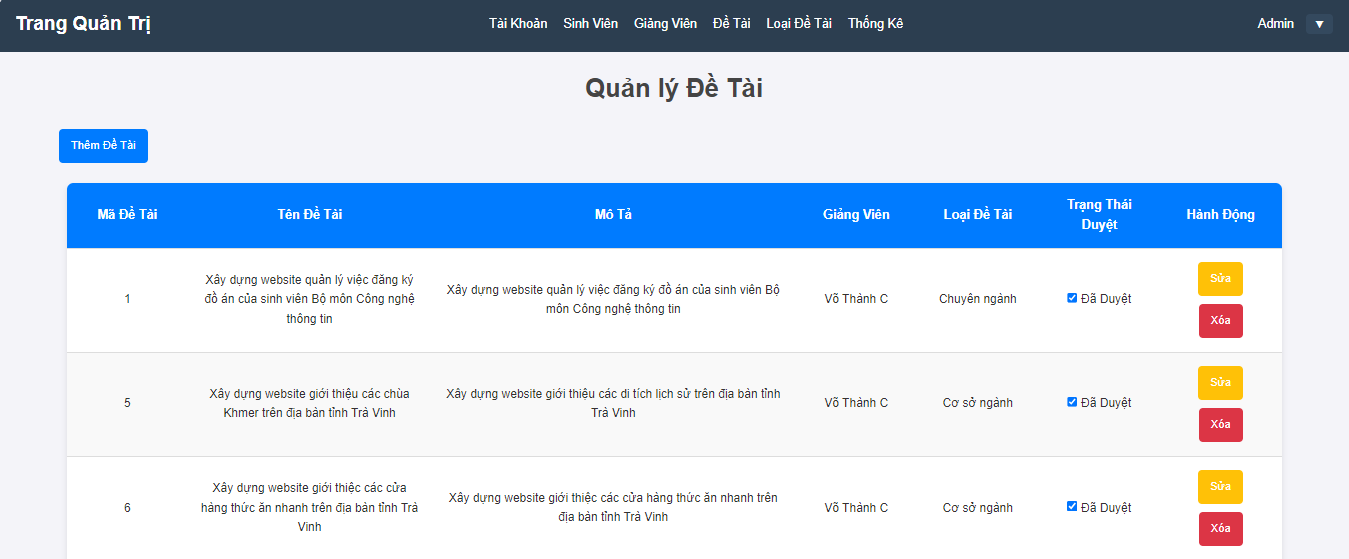 Trang Quản Trị
Tài Khoản Sinh Viên Giảng Viên Đề Tài Loại Đề Tài Thống Kê
Admin ▼
Quản lý Đề Tài
Thêm Đề Tài
Mã Đề Tài Tên Đề Tài Mô Tả Giảng Viên Loại Đề Tài Trạng Thái
Duyệt Hành Động
1
Xây dựng website quản lý việc đăng ký
đồ án của sinh viên Bộ môn Công nghệ
thông tin
Xây dựng website quản lý việc đăng ký đồ án của sinh viên Bộ
môn Công nghệ thông tin
Võ Thành C
Chuyên ngành
Đã Duyệt
Sửa
Xóa
5
Xây dựng website giới thiệu các chùa
Khmer trên địa bàn tỉnh Trà Vinh
Xây dựng website giới thiệu các di tích lịch sử trên địa bàn tỉnh
Trà Vinh
Võ Thành C
Cơ sở ngành
Đã Duyệt
Sửa
Xóa
6
Xây dựng website giới thiệc các cửa
hàng thức ăn nhanh trên địa bàn tỉnh Trà
Vinh
Xây dựng website giới thiệc các cửa hàng thức ăn nhanh trên
địa bàn tỉnh Trà Vinh
Võ Thành C
Cơ sở ngành
Đã Duyệt
Sửa
Xóa